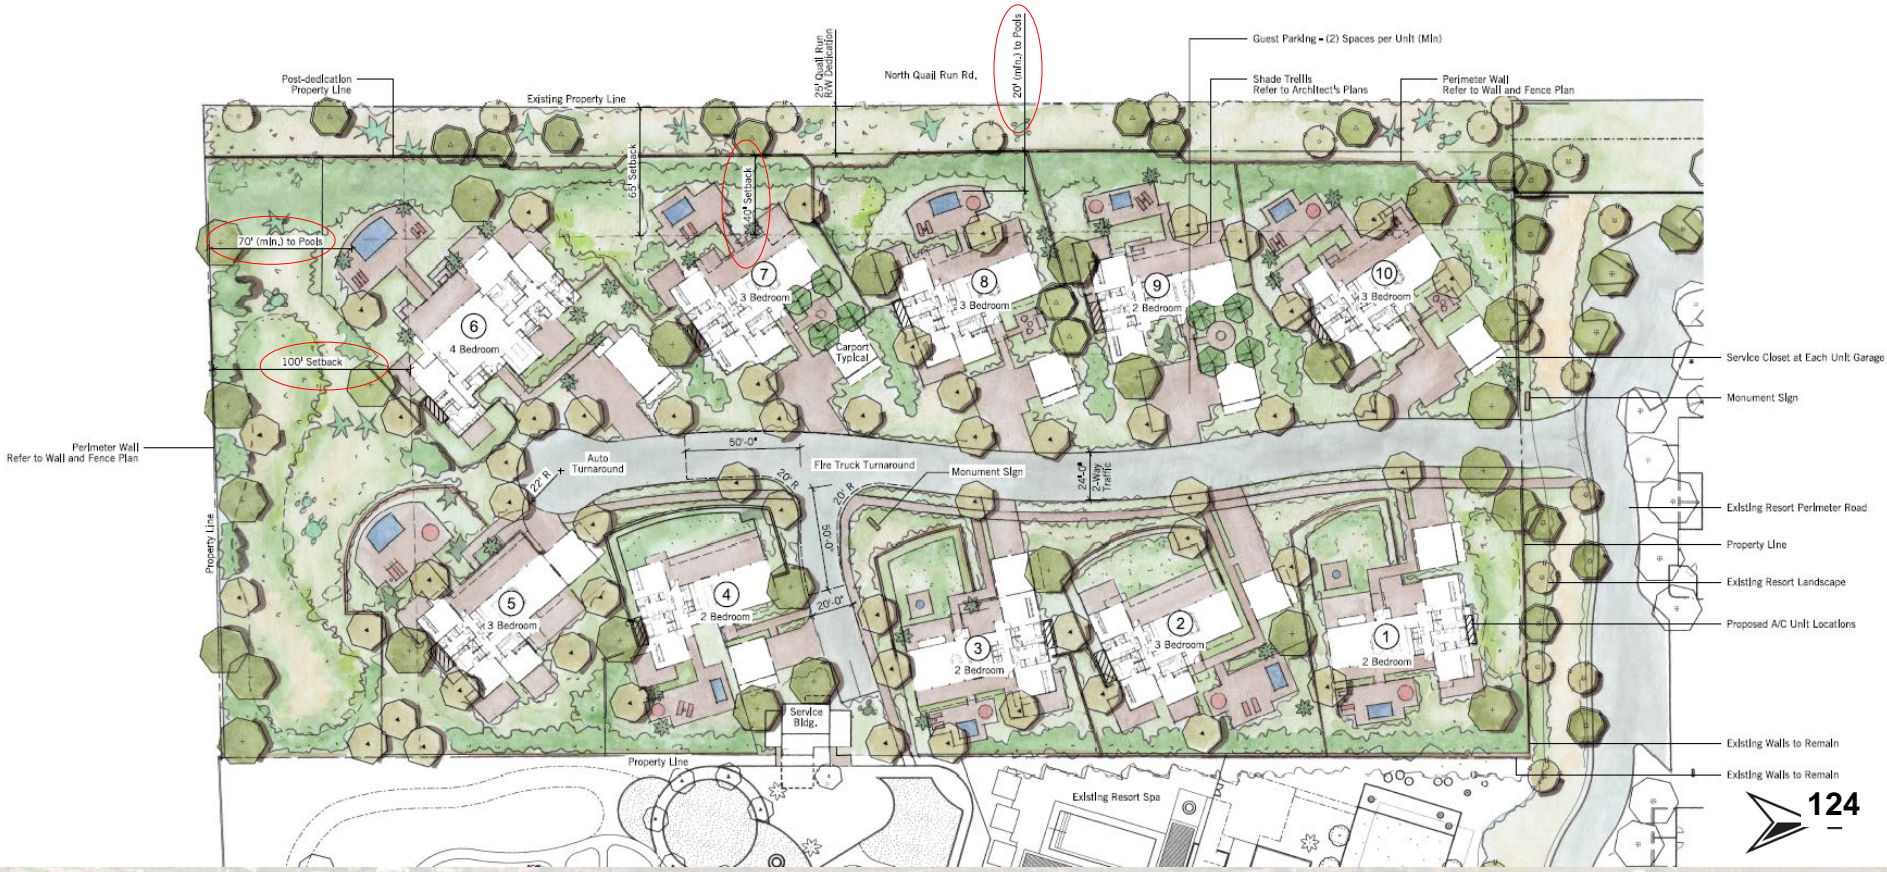 25' Quail Run
R/W Dedication
North Quail Run Rd.
20' (min.) to Pools
Guest Parking - (2) Spaces per Unit (Min)
Post-dedication
Property Line
Existing Property Line
Shade Trellis
Refer to Architect's Plans
Perimeter Wall
Refer to Wall and Fence Plan
65' Setback
40' Setback
70' (min.) to Pools
7
3 Bedroom
8
3 Bedroom
9
2 Bedroom
10
3 Bedroom
6
4 Bedroom
Carport
Typical
100' Setback
Service Closet at Each Unit Garage
Monument Sign
Perimeter Wall
Refer to Wall and Fence Plan
50'-0"
Auto
Turnaround
22' R
20' R
Fire Truck Turnaround
20' R
Monument Sign
24'-0"
2-Way
Traffic
Existing Resort Perimeter Road
Property Line
50'-0"
Property Line
Existing Resort Landscape
5
3 Bedroom
4
2 Bedroom
20'-0"
3
2 Bedroom
2
3 Bedroom
1
2 Bedroom
Proposed A/C Unit Locations
Service
Bldg.
Existing Walls to Remain
Property Line
Existing Walls to Remain
Existing Resort Spa
124